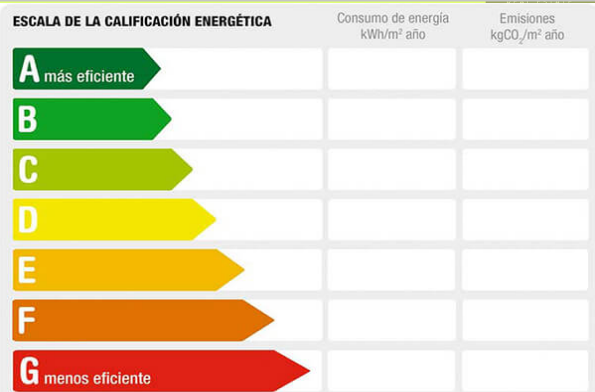 ESCALA DE LA CALIFICACIÓN ENERGÉTICA
Consumo de energía
kWh/m² año
Emisiones
kgCO₂/m² año
A más eficiente
B
C
D
E
F
G menos eficiente